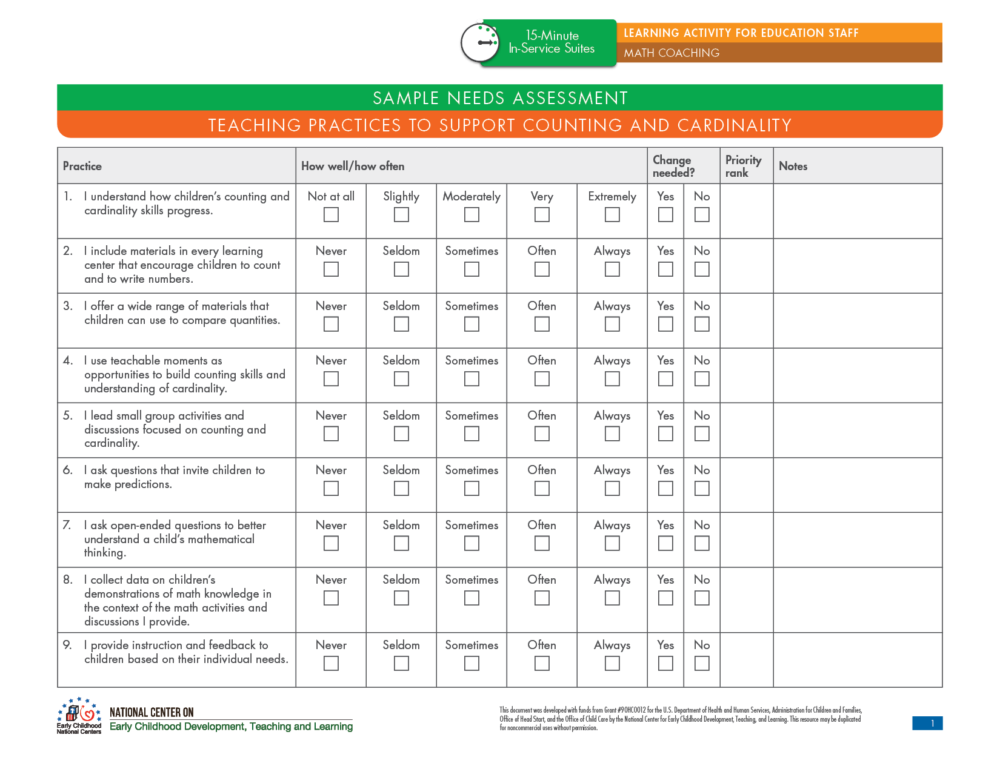 15-Minute
In-Service Suites
LEARNING ACTIVITY FOR EDUCATION STAFF
MATH COACHING
SAMPLE NEEDS ASSESSMENT
TEACHING PRACTICES TO SUPPORT COUNTING AND CARDINALITY
Practice How well/how often Change needed? Priority rank Notes
1. I understand how children's counting and Not at all Slightly Moderately Very Extremely Yes No
cardinality skills progress.
2. I include materials in every learning Never Seldom Sometimes Often Always Yes No
center that encourage children to count
and to write numbers.
3. I offer a wide range of materials that Never Seldom Sometimes Often Always Yes No
children can use to compare quantities.
4. I use teachable moments as Never Seldom Sometimes Often Always Yes No
opportunities to build counting skills and
understanding of cardinality.
5. I lead small group activities and Never Seldom Sometimes Often Always Yes No
discussions focused on counting and
cardinality.
6. I ask questions that invite children to Never Seldom Sometimes Often Always Yes No
make predictions.
7. I ask open-ended questions to better Never Seldom Sometimes Often Always Yes No
understand a child's mathematical
thinking.
8. I collect data on children's Never Seldom Sometimes Often Always Yes No
demonstrations of math knowledge in
the context of the math activities and
discussions I provide.
9. I provide instruction and feedback to Never Seldom Sometimes Often Always Yes No
children based on their individual needs.
Early Childhood
National Centers
NATIONAL CENTER ON
Early Childhood Development, Teaching and Learning
This document was developed with funds from Grant #90HC0012 for the U.S. Department of Health and Human Services, Administration for Children and Families,
Office of Head Start, and the Office of Child Care by the National Center for Early Childhood Development, Teaching, and Learning. This resource may be duplicated
for noncommercial uses without permission.
1